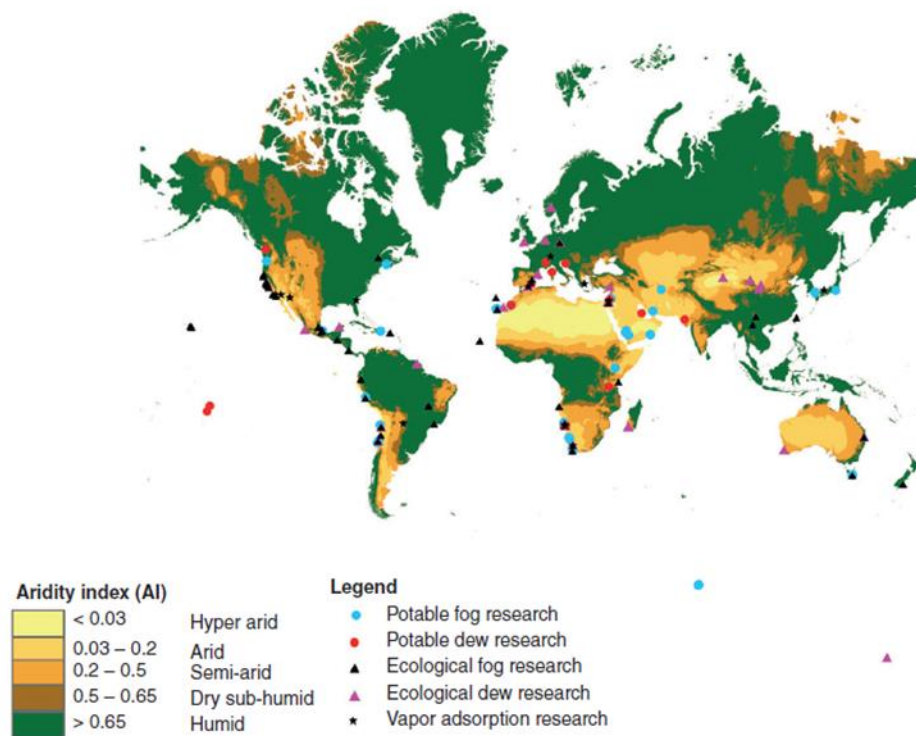 Aridity index (AI)
< 0.03 Hyper arid
0.03 – 0.2 Arid
0.2 – 0.5 Semi-arid
0.5 – 0.65 Dry sub-humid
> 0.65 Humid
Legend
Potable fog research
Potable dew research
Ecological fog research
Ecological dew research
Vapor adsorption research